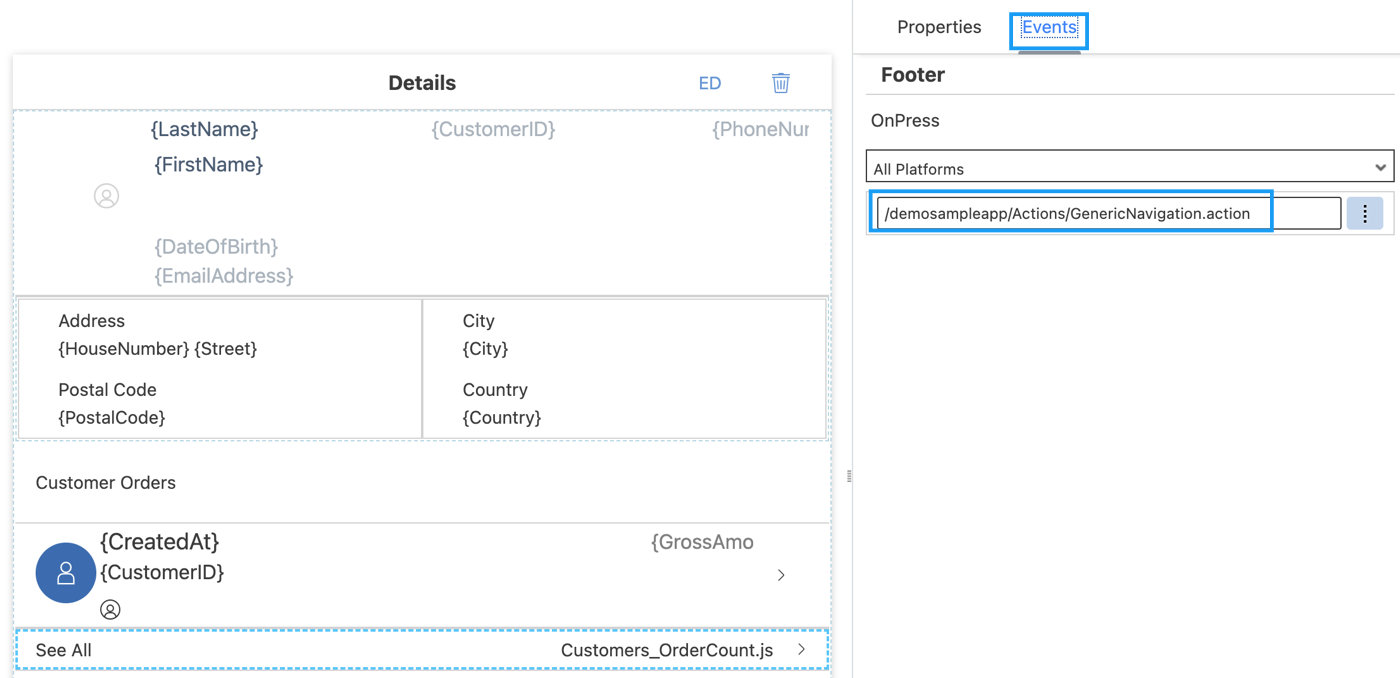 Details ED
{LastName} {CustomerID} {PhoneNur
{FirstName}
{DateOfBirth}
{EmailAddress}
Address
{HouseNumber} {Street}
Postal Code
{PostalCode}
City
{City}
Country
{Country}
Customer Orders
{CreatedAt} {GrossAmo
{CustomerID}
See All Customers_OrderCount.js
Properties Events
Footer
OnPress
All Platforms
/demosampleapp/Actions/GenericNavigation.action